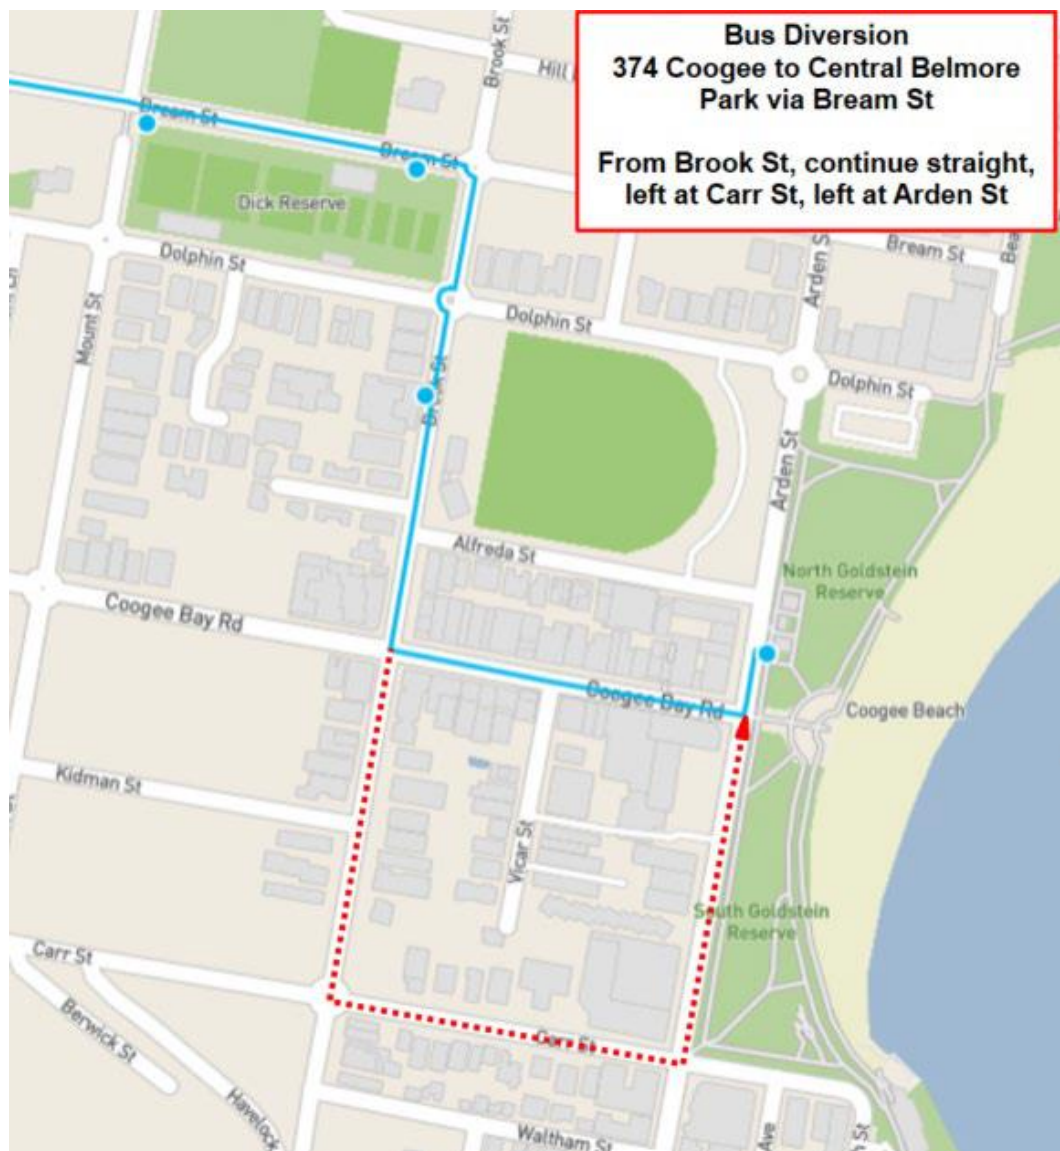 Bus Diversion
374 Coogee to Central Belmore
Park via Bream St
From Brook St, continue straight,
left at Carr St, left at Arden St
Brook St
Hill
Bream St
Bream St
Dick Reserve
Bream St
Arden St
Dolphin St
Mount St
Dolphin St
Dolphin St
Brook St
Arden St
Alfreda St
North Goldstein
Reserve
Coogee Bay Rd
Coogee Bay Rd
Coogee Beach
Kidman St
Vicar St
South Goldstein
Reserve
Carr St
Carr St
Berwick St
Havelock
Waltham St
Ave